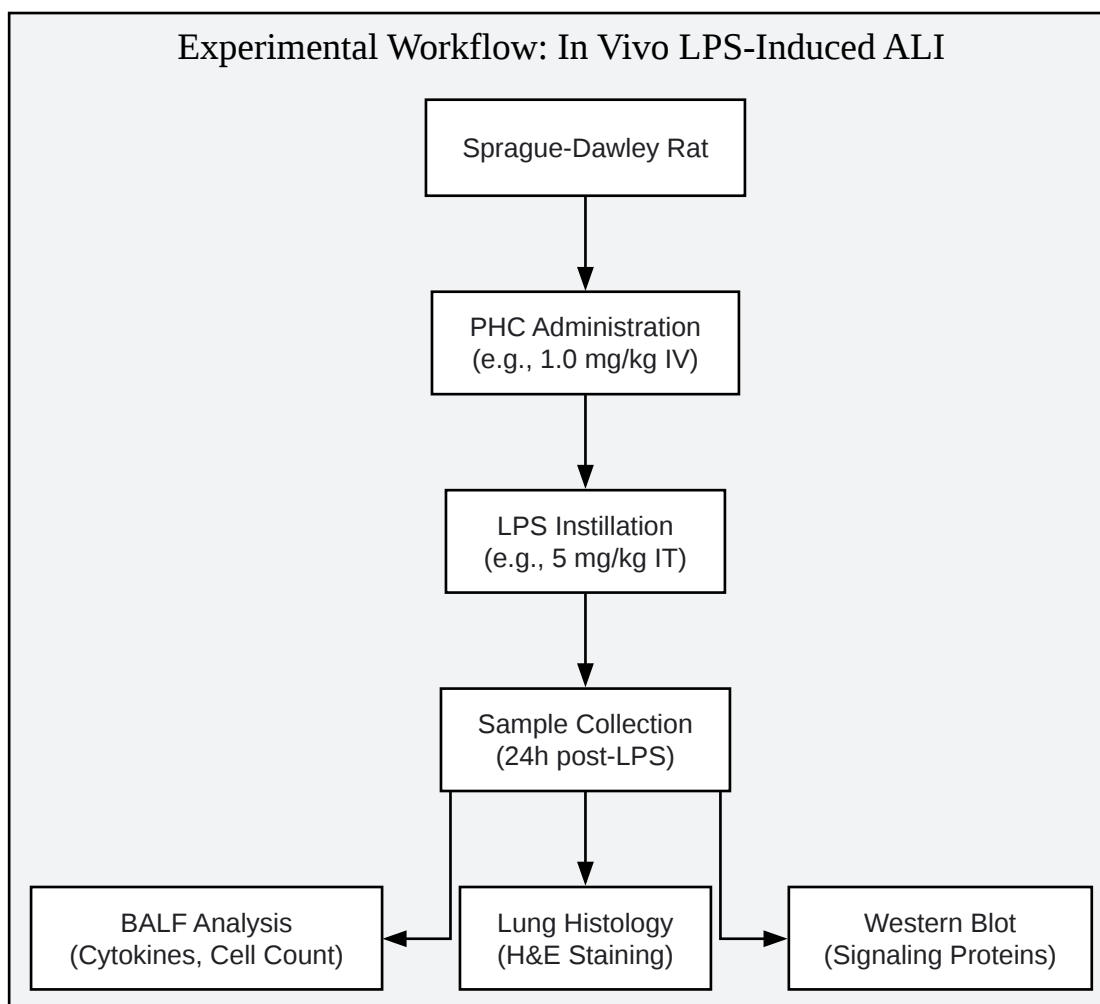 Experimental Workflow: In Vivo LPS-Induced ALI
Sprague-Dawley Rat
PHC Administration
(e.g., 1.0 mg/kg IV)
LPS Instillation
(e.g., 5 mg/kg IT)
Sample Collection
(24h post-LPS)
BALF Analysis
(Cytokines, Cell Count)
Lung Histology
(H&E Staining)
Western Blot
(Signaling Proteins)